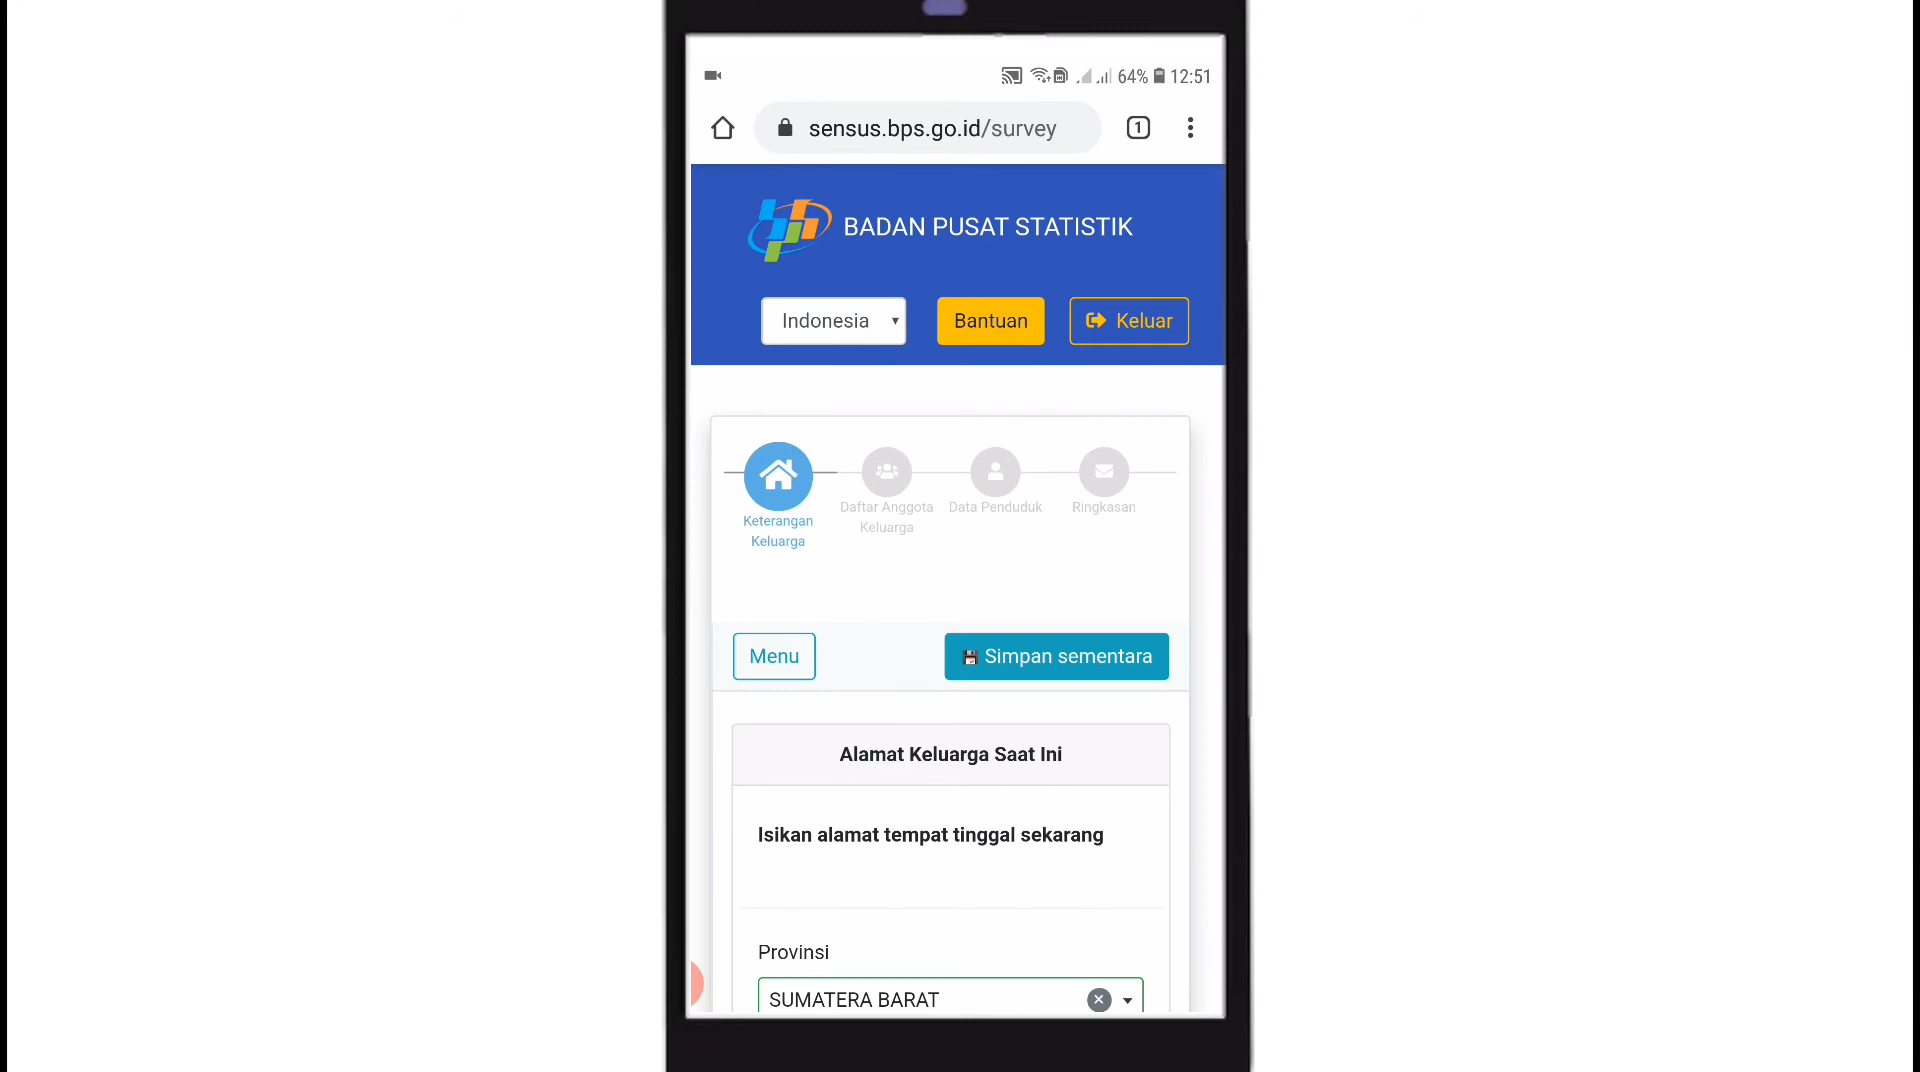 64% 12:51
sensus.bps.go.id/survey 1
BADAN PUSAT STATISTIK
Indonesia Bantuan Keluar
Keterangan Keluarga
Daftar Anggota Keluarga
Data Penduduk
Ringkasan
Menu Simpan sementara
Alamat Keluarga Saat Ini
Isikan alamat tempat tinggal sekarang
Provinsi
SUMATERA BARAT